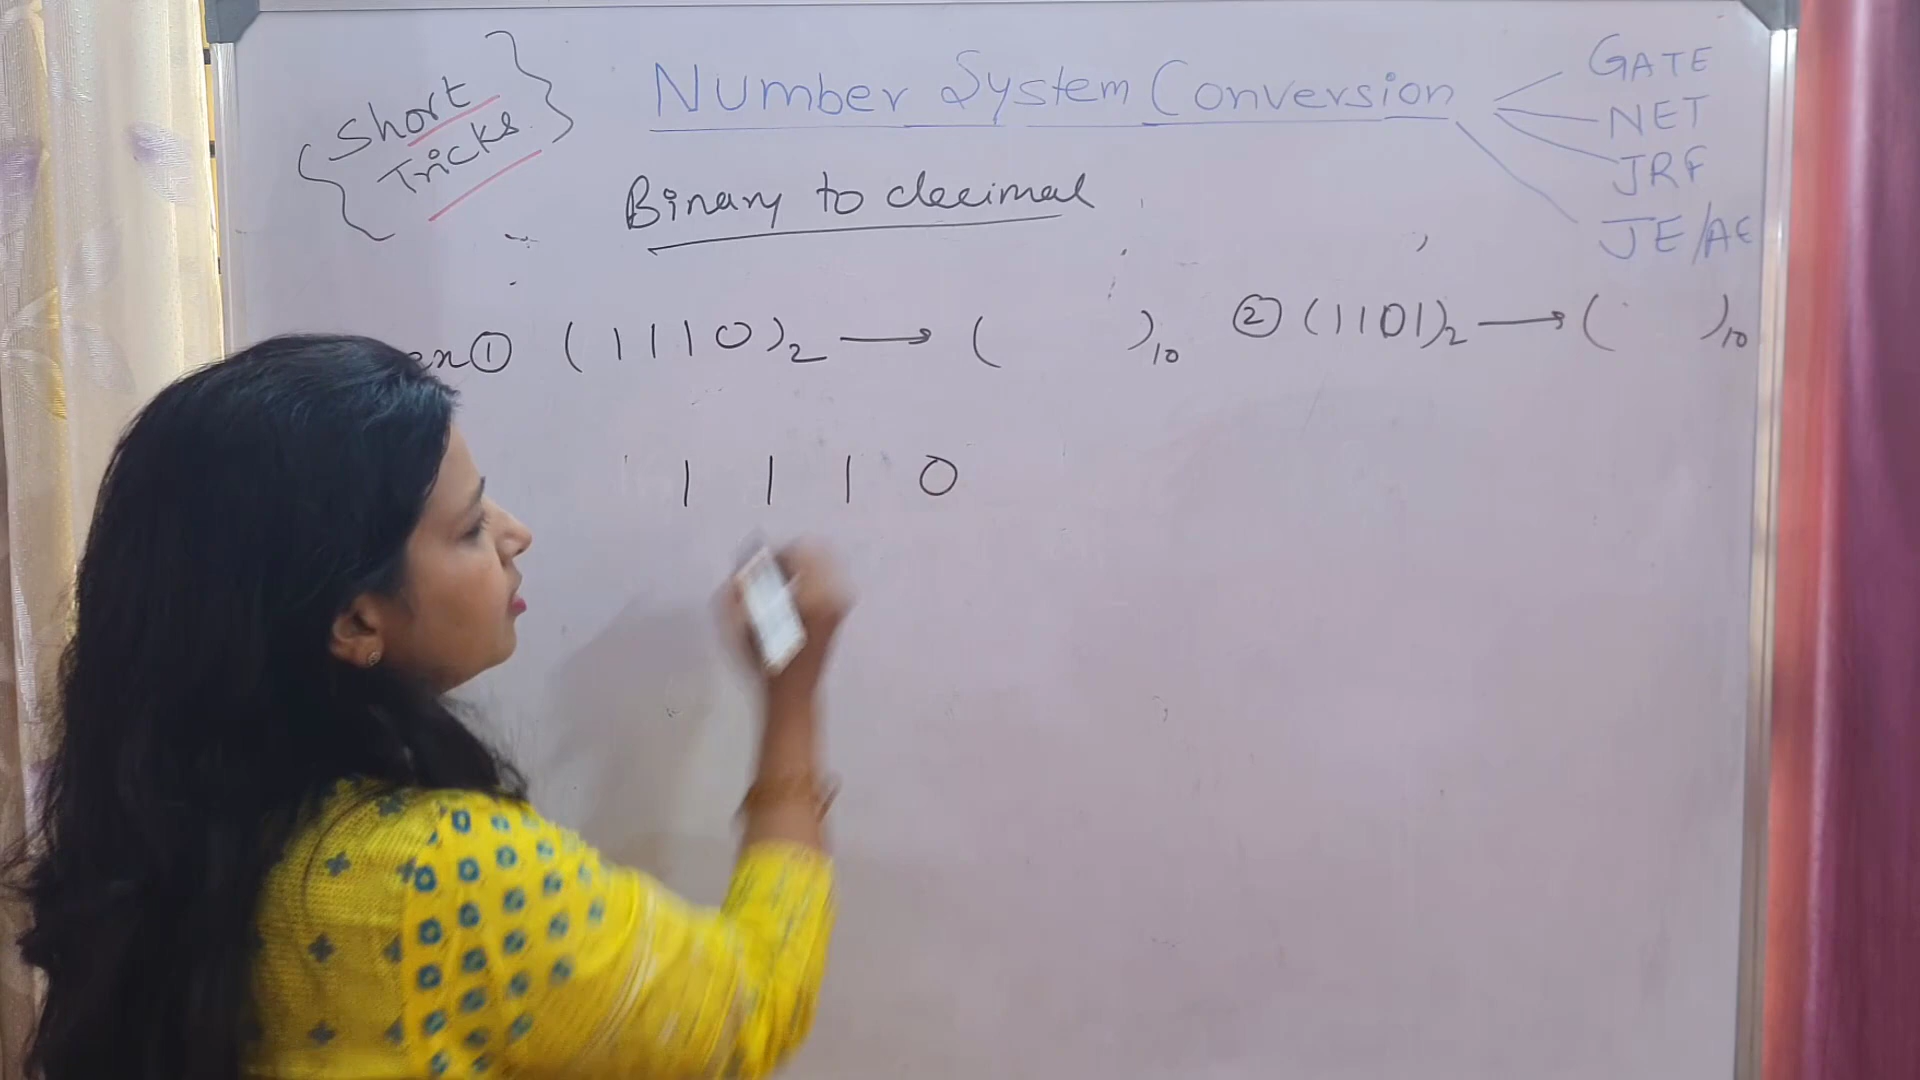 Short
Tricks
Number System Conversion
GATE
NET
JRF
JE/AE
Binary to decimal
ex① (1110)₂ → ( )₁₀
② (1101)₂ → ( )₁₀
1 1 1 0